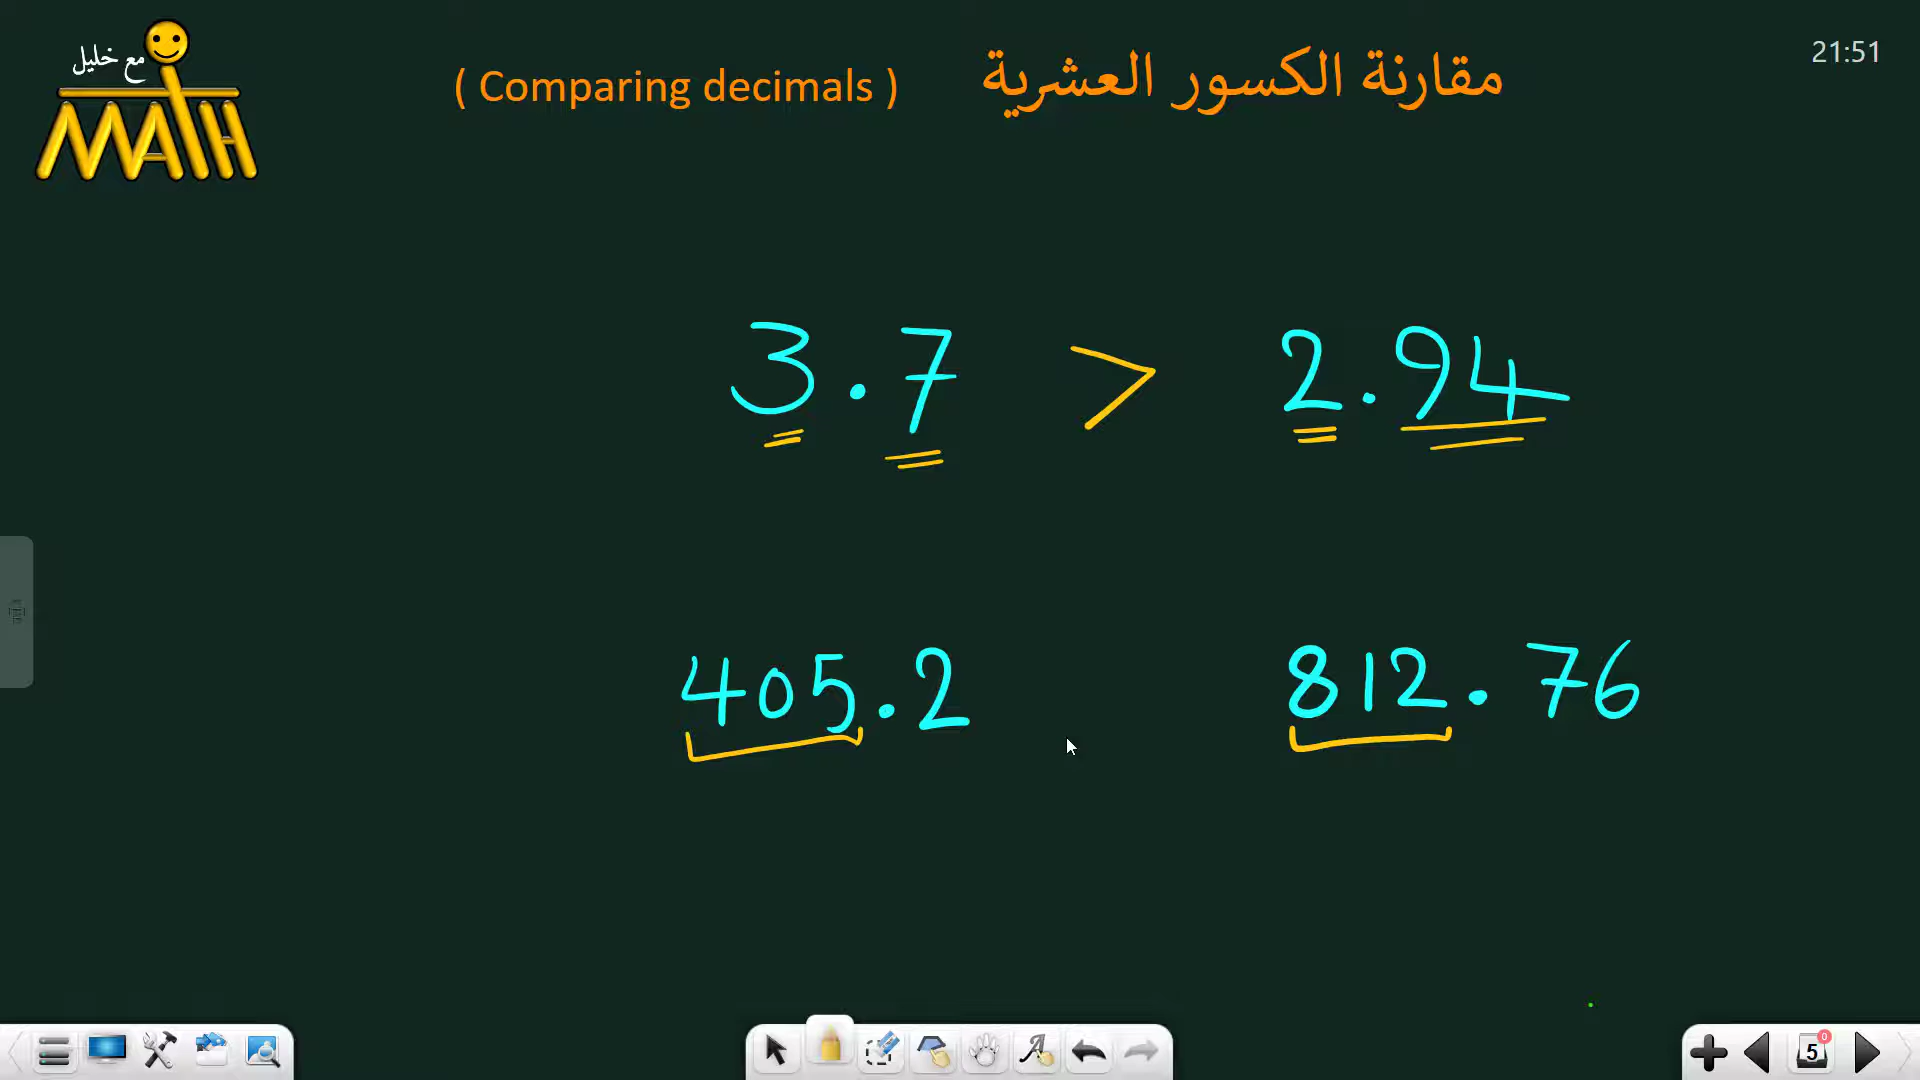 مع خليل
MATH
مقارنة الكسور العشرية ( Comparing decimals )
21:51
3.7 > 2.94
405.2 812.76
5
0